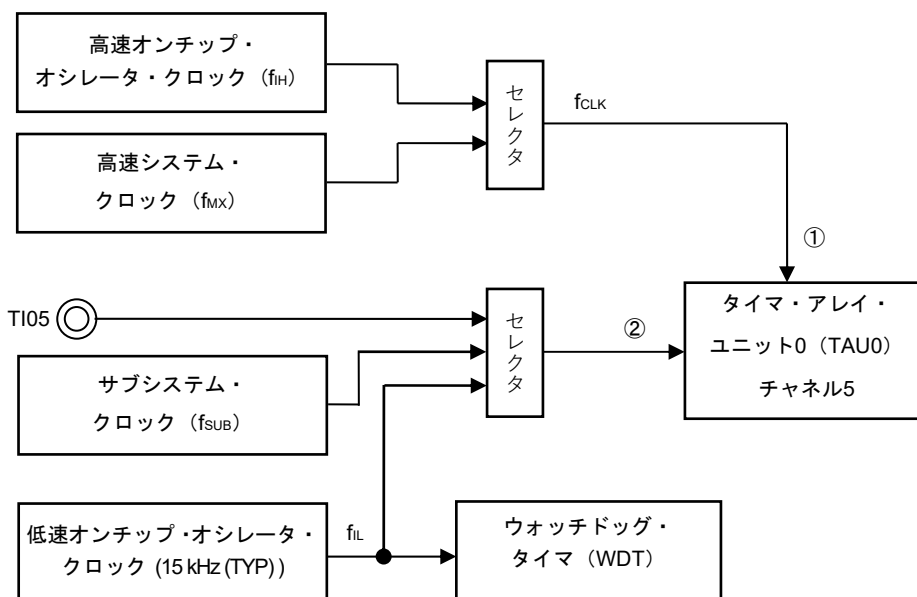 高速オンチップ・
オシレータ・クロック（fIH）
セレクタ
fCLK
高速システム・
クロック（fMX）
①
TI05
セレクタ
②
タイマ・アレイ・
ユニット0（TAU0）
チャネル5
サブシステム・
クロック（fSUB）
低速オンチップ・オシレータ・
クロック (15 kHz (TYP) )
fIL
ウォッチドッグ・
タイマ（WDT）